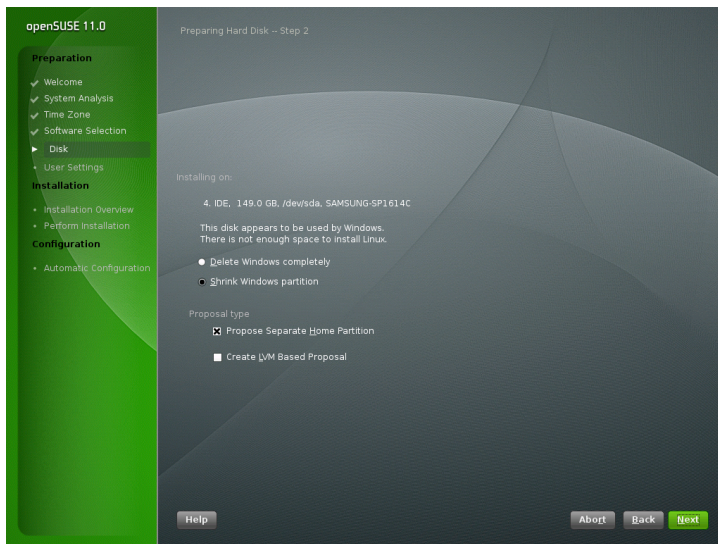 openSUSE 11.0
Preparation
Welcome
System Analysis
Time Zone
Software Selection
Disk
User Settings
Installation
Installation Overview
Perform Installation
Configuration
Automatic Configuration
Preparing Hard Disk -- Step 2
Installing on:
4. IDE, 149.0 GB, /dev/sda, SAMSUNG-SP1614C
This disk appears to be used by Windows.
There is not enough space to install Linux.
Delete Windows completely
Shrink Windows partition
Proposal type
Propose Separate Home Partition
Create LVM Based Proposal
Help
Abort
Back
Next